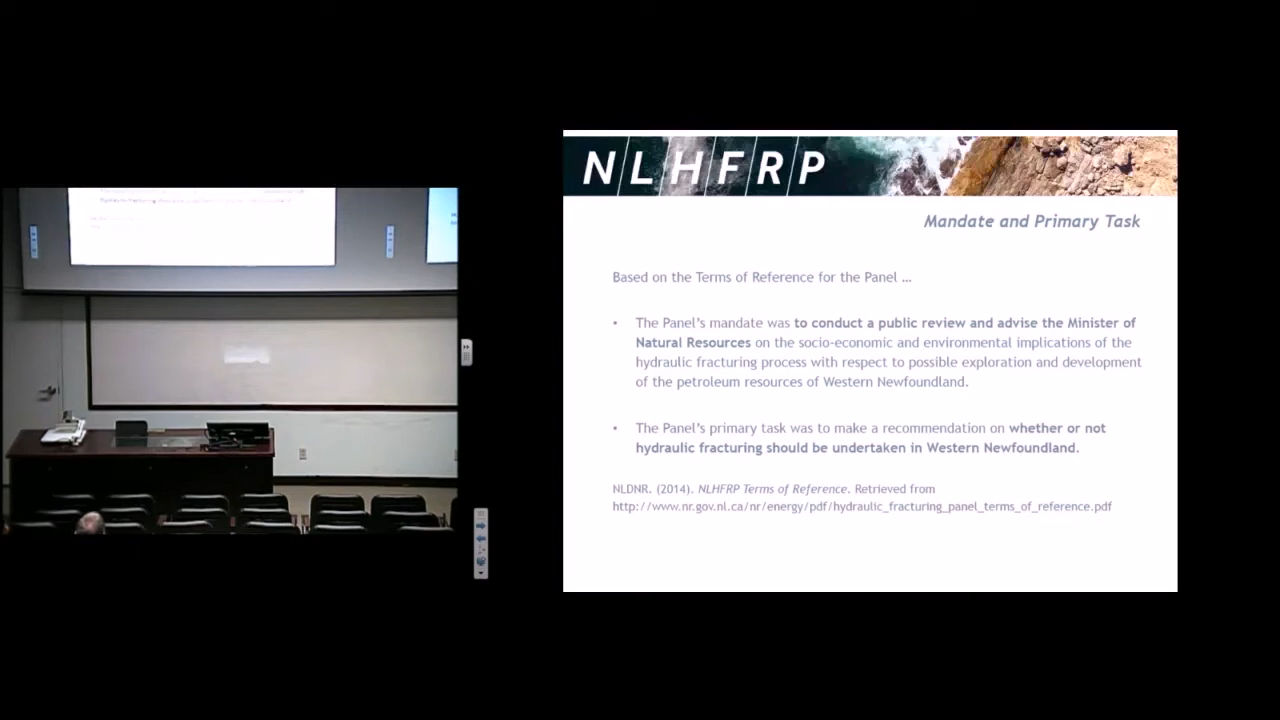 NLHFRP
Mandate and Primary Task
Based on the Terms of Reference for the Panel …
▪ The Panel's mandate was to conduct a public review and advise the Minister of
Natural Resources on the socio-economic and environmental implications of the
hydraulic fracturing process with respect to possible exploration and development
of the petroleum resources of Western Newfoundland.
▪ The Panel's primary task was to make a recommendation on whether or not
hydraulic fracturing should be undertaken in Western Newfoundland.
NLDNR. (2014). NLHFRP Terms of Reference. Retrieved from
http://www.nr.gov.nl.ca/nr/energy/pdf/hydraulic_fracturing_panel_terms_of_reference.pdf